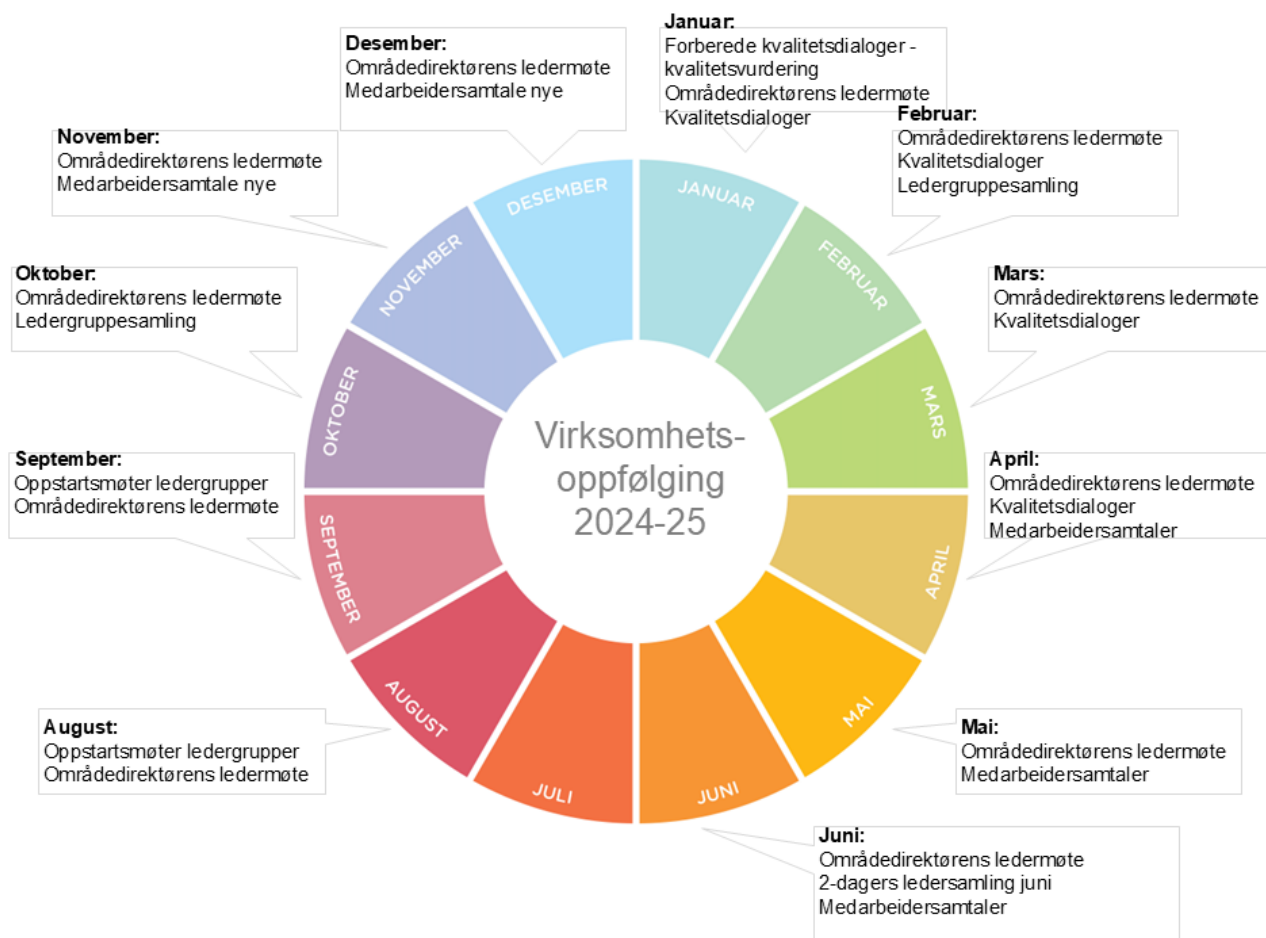 Januar:
Forberede kvalitetsdialoger -
kvalitetsvurdering
Områdedirektørens ledermøte
Kvalitetsdialoger
Februar:
Områdedirektørens ledermøte
Kvalitetsdialoger
Ledergruppesamling
Mars:
Områdedirektørens ledermøte
Kvalitetsdialoger
April:
Områdedirektørens ledermøte
Kvalitetsdialoger
Medarbeidersamtaler
Mai:
Områdedirektørens ledermøte
Medarbeidersamtaler
Juni:
Områdedirektørens ledermøte
2-dagers ledersamling juni
Medarbeidersamtaler
August:
Oppstartsmøter ledergrupper
Områdedirektørens ledermøte
September:
Oppstartsmøter ledergrupper
Områdedirektørens ledermøte
Oktober:
Områdedirektørens ledermøte
Ledergruppesamling
November:
Områdedirektørens ledermøte
Medarbeidersamtale nye
Desember:
Områdedirektørens ledermøte
Medarbeidersamtale nye
JANUAR
FEBRUAR
MARS
APRIL
MAI
JUNI
JULI
AUGUST
SEPTEMBER
OKTOBER
NOVEMBER
DESEMBER
Virksomhets-
oppfølging
2024-25